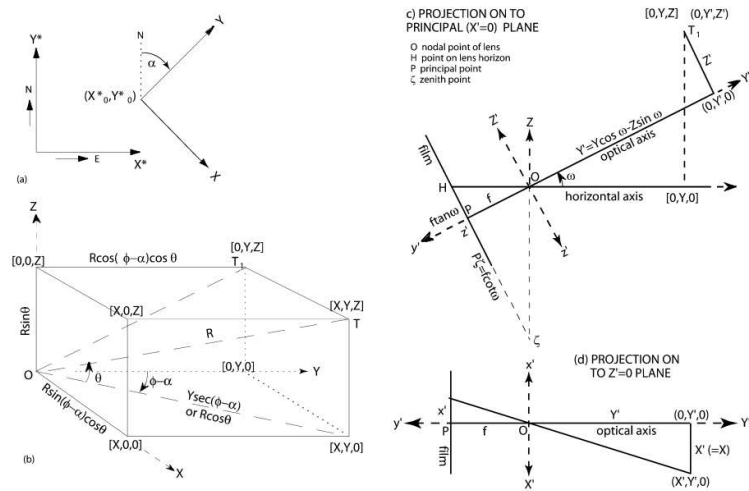 Y*
N
E
X*
(a)
N
α
Y
(X*₀,Y*₀)
X
Z
[0,0,Z]
Rcos( ϕ−α)cos θ
[0,Y,Z]
T₁
[X,0,Z]
[X,Y,Z]
T
Rsinθ
R
O
θ
[0,Y,0]
Y
ϕ−α
Ysec(ϕ−α)
or Rcosθ
Rsin(ϕ−α)cosθ
[X,0,0]
[X,Y,0]
X
(b)
c) PROJECTION ON TO
PRINCIPAL (X'=0) PLANE
O nodal point of lens
H point on lens horizon
P principal point
ζ zenith point
[0,Y,Z]
(0,Y',Z')
T₁
Z'
Y'
(0,Y',0)
Z'
Z
Y'=Ycos ω-Zsin ω
optical axis
film
O
ω
H
f
P
horizontal axis
[0,Y,0]
ftanω
y'
z'
z'
Pζ=fcotω
ζ
(d) PROJECTION ON
TO Z'=0 PLANE
x'
x'
y'
P
f
O
Y'
optical axis
(0,Y',0)
Y'
film
X' (=X)
X'
(X',Y',0)